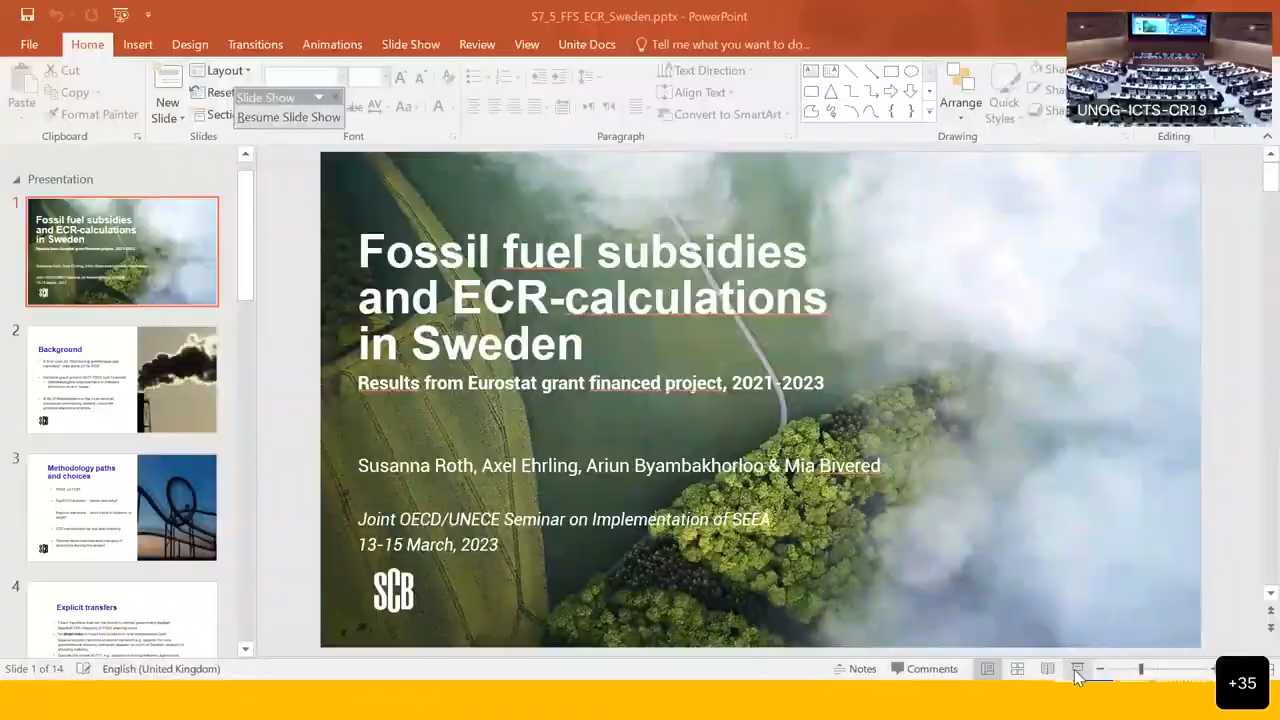 S7_5_FFS_ECR_Sweden.pptx - PowerPoint
File Home Insert Design Transitions Animations Slide Show Review View Unite Docs Tell me what you want to do...
Paste
Cut
Copy
Format Painter
Clipboard
New
Slide
Layout
Reset
Slides
Slide Show
Resume Slide Show
Font
Text Direction
Align Text
Convert to SmartArt
Paragraph
Arrange
Quick
Styles
Drawing
Editing
UNOG-ICTS-CR19
Presentation
1
Fossil fuel subsidies
and ECR-calculations
in Sweden
2
Background
3
Methodology paths
and choices
4
Explicit transfers
Fossil fuel subsidies
and ECR-calculations
in Sweden
Results from Eurostat grant financed project, 2021-2023
Susanna Roth, Axel Ehrling, Ariun Byambakhorloo & Mia Bivered
Joint OECD/UNECE Seminar on Implementation of SEEA
13-15 March, 2023
SCB
Slide 1 of 14
English (United Kingdom)
Notes
Comments
+35